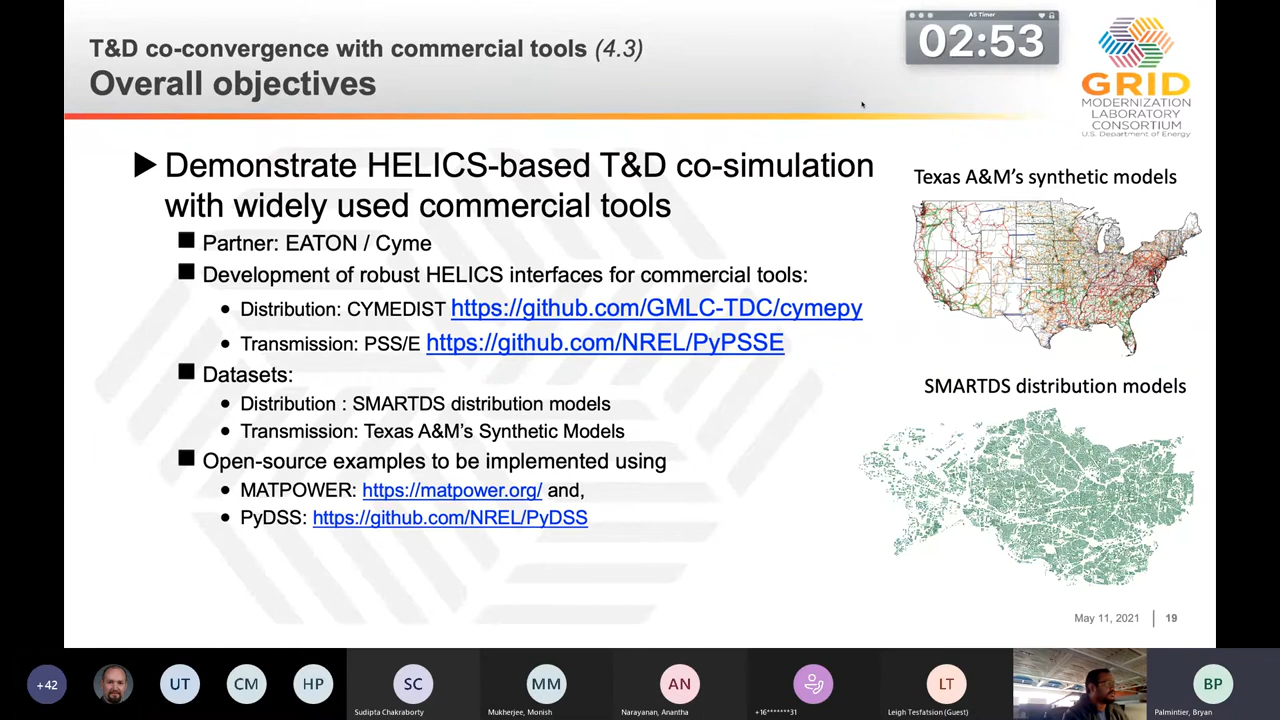 T&D co-convergence with commercial tools (4.3)
Overall objectives
AS Timer
02:53
GRID
MODERNIZATION
LABORATORY
CONSORTIUM
U.S. Department of Energy
Demonstrate HELICS-based T&D co-simulation
with widely used commercial tools
Partner: EATON / Cyme
Development of robust HELICS interfaces for commercial tools:
Distribution: CYMEDIST https://github.com/GMLC-TDC/cymepy
Transmission: PSS/E https://github.com/NREL/PyPSSE
Datasets:
Distribution : SMARTDS distribution models
Transmission: Texas A&M’s Synthetic Models
Open-source examples to be implemented using
MATPOWER: https://matpower.org/ and,
PyDSS: https://github.com/NREL/PyDSS
Texas A&M’s synthetic models
SMARTDS distribution models
May 11, 2021 19
+42
UT
CM
HP
SC
Sudipta Chakraborty
MM
Mukherjee, Monish
AN
Narayanan, Anantha
+16*******31
LT
Leigh Tesfatsion (Guest)
BP
Palmintier, Bryan